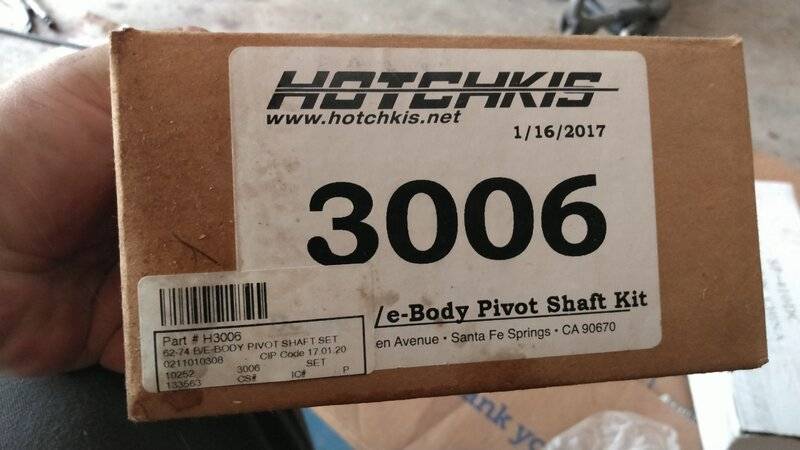 HOTCHKIS
www.hotchkis.net
1/16/2017
3006
/e-Body Pivot Shaft Kit
en Avenue • Santa Fe Springs • CA 90670
Part # H3006
62-74 B/E-BODY PIVOT SHAFT SET
0211010308 CIP Code 17.01.20
10252 3006 SET
133563 CS# IC# P
ank yo